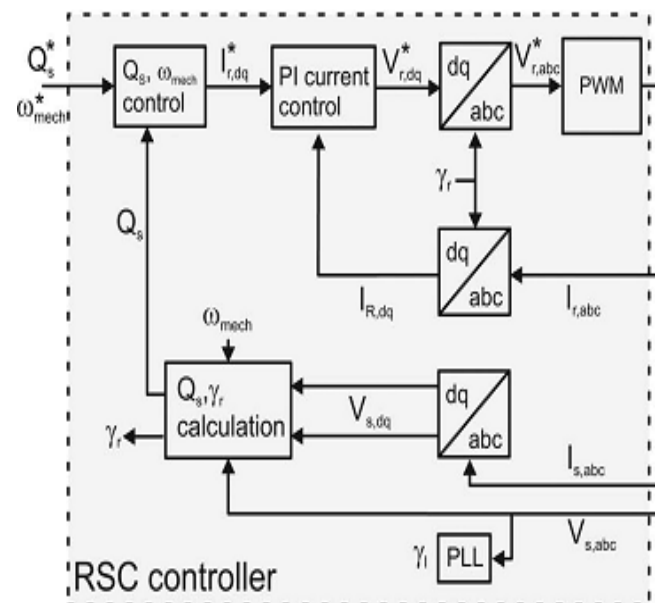 Q*s
ω*mech
Qs, ωmech
control
I*r,dq
PI current
control
V*r,dq
dq
abc
V*r,abc
PWM
γr
Qs
dq
abc
IR,dq
Ir,abc
ωmech
Qs,γr
calculation
γr
Vs,dq
dq
abc
Is,abc
Vs,abc
γl
PLL
RSC controller